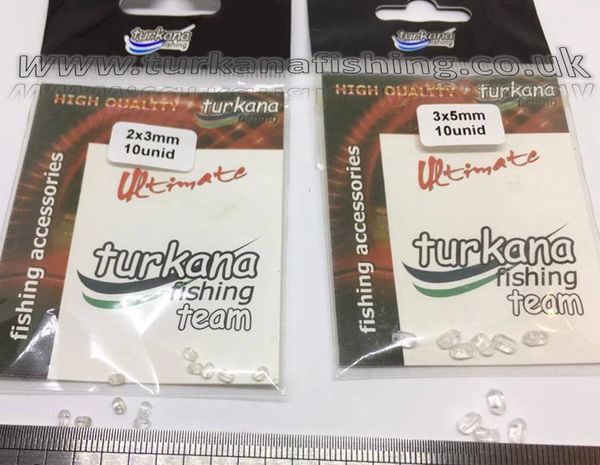 turkana
fishing
turkana
fishing
www.turkanafishing.co.uk
HIGH QUALITY
turkana
fishing
2x3mm
10unid
Ultimate
fishing accessories
turkana
fishing
team
HIGH QUALITY
turkana
fishing
3x5mm
10unid
Ultimate
fishing accessories
turkana
fishing
team